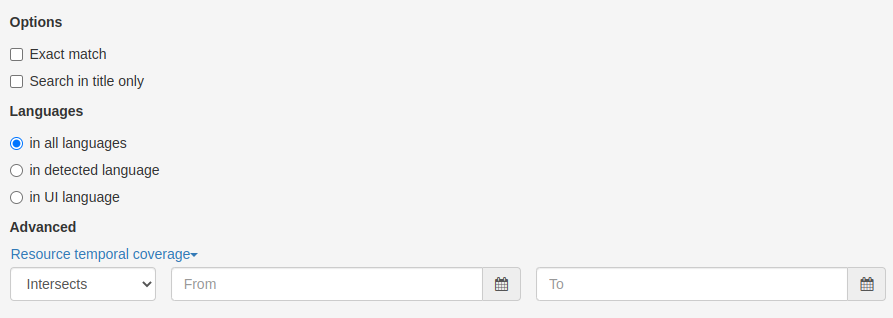 Options
Exact match
Search in title only
Languages
in all languages
in detected language
in UI language
Advanced
Resource temporal coverage
Intersects From To